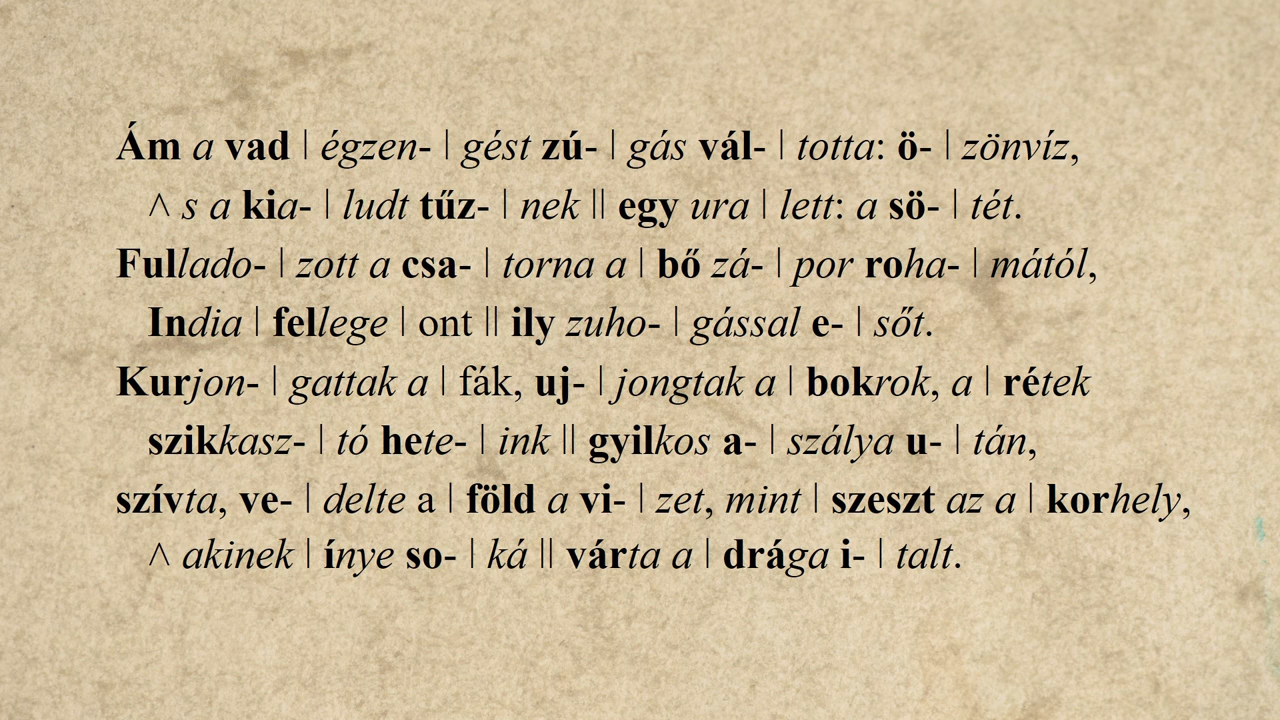 Ám a vad | égzen- | gést zú- | gás vál- | totta: ö- | zönvíz,
^ s a kia- | ludt tűz- | nek || egy ura | lett: a sö- | tét.
Fullado- | zott a csa- | torna a | bő zá- | por roha- | mától,
India | fellege | ont || ily zuho- | gással e- | sőt.
Kurjon- | gattak a | fák, uj- | jongtak a | bokrok, a | rétek
szikkasz- | tó hete- | ink || gyilkos a- | szálya u- | tán,
szívta, ve- | delte a | föld a vi- | zet, mint | szeszt az a | korhely,
^ akinek | ínye so- | ká || várta a | drága i- | talt.